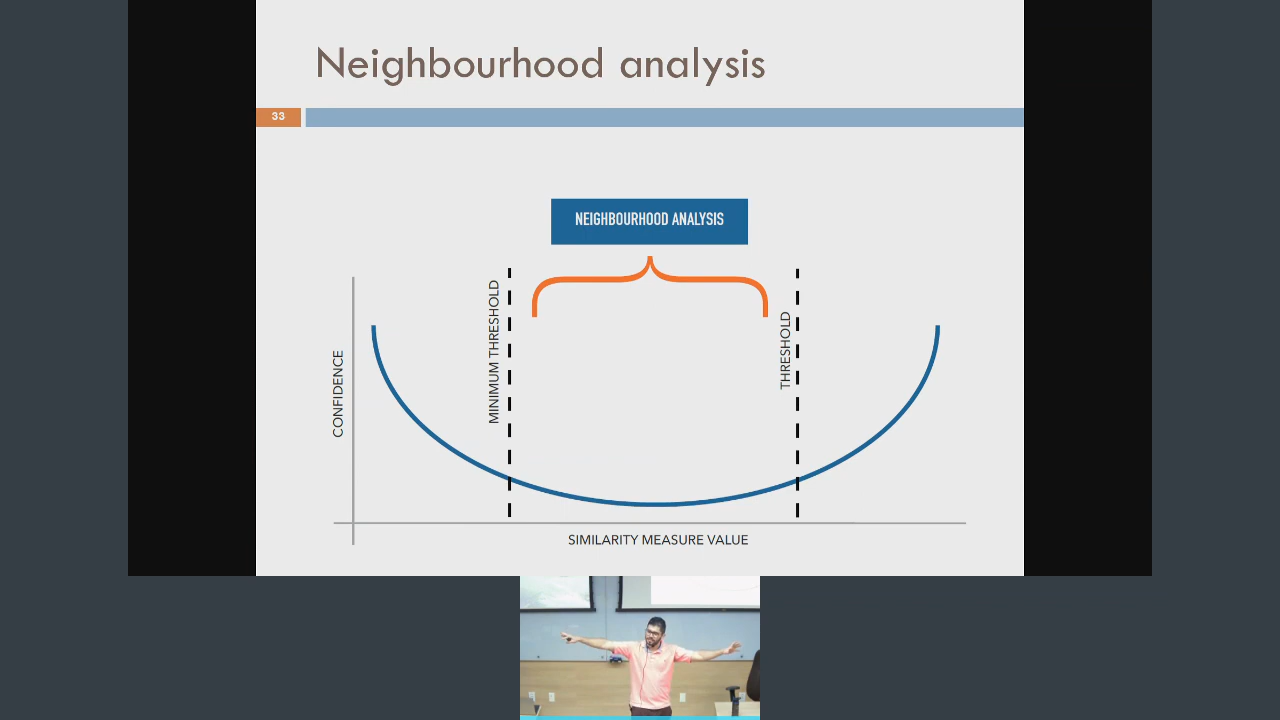 Neighbourhood analysis
33
NEIGHBOURHOOD ANALYSIS
MINIMUM THRESHOLD
THRESHOLD
CONFIDENCE
SIMILARITY MEASURE VALUE